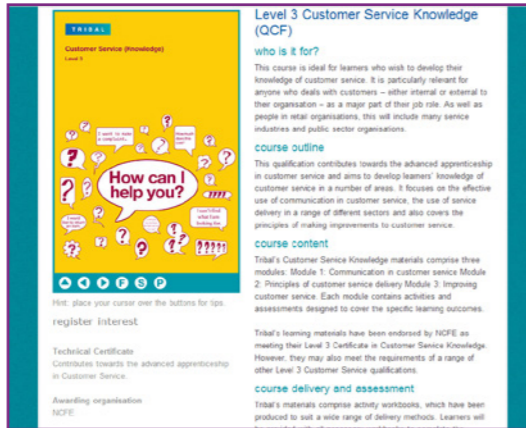 TRIBAL
Customer Service (Knowledge)
Level 3
I want to make
a complaint...
How can I
help you?
I can't find
what I am
looking for.
F S P
Hint: place your cursor over the buttons for tips.
register interest
Technical Certificate
Contributes towards the advanced apprenticeship
in Customer Service.
Awarding organisation
NCFE
Level 3 Customer Service Knowledge
(QCF)
who is it for?
This course is ideal for learners who wish to develop their
knowledge of customer service. It is particularly relevant for
anyone who deals with customers – either internal or external to
their organisation – as a major part of their job role. As well as
people in retail organisations, this will include many service
industries and public sector organisations.
course outline
This qualification contributes towards the advanced apprenticeship
in customer service and aims to develop learners' knowledge of
customer service in a number of areas. It focuses on the effective
use of communication in customer service, the use of service
delivery in a range of different sectors and also covers the
principles of making improvements to customer service.
course content
Tribal's Customer Service Knowledge materials comprise three
modules: Module 1: Communication in customer service Module
2: Principles of customer service delivery Module 3: Improving
customer service. Each module contains activities and
assessments designed to cover the specific learning outcomes.
Tribal's learning materials have been endorsed by NCFE as
meeting their Level 3 Certificate in Customer Service Knowledge.
However, they may also meet the requirements of a range of
other Level 3 Customer Service qualifications.
course delivery and assessment
Tribal's materials comprise activity workbooks, which have been
produced to suit a wide range of delivery methods. Learners will